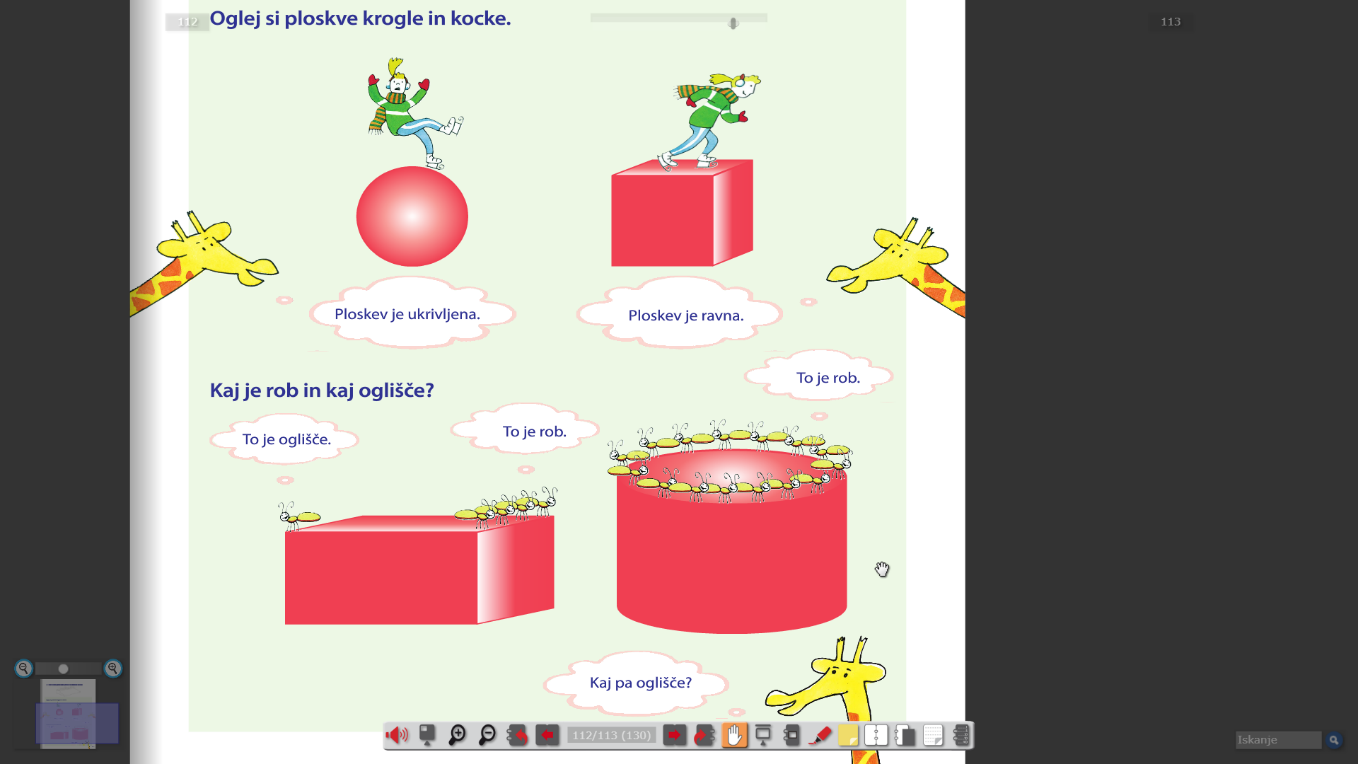 112
113
Oglej si ploskve krogle in kocke.
Ploskev je ukrivljena.
Ploskev je ravna.
To je rob.
Kaj je rob in kaj oglišče?
To je oglišče.
To je rob.
Kaj pa oglišče?
112/113 (130)
Iskanje